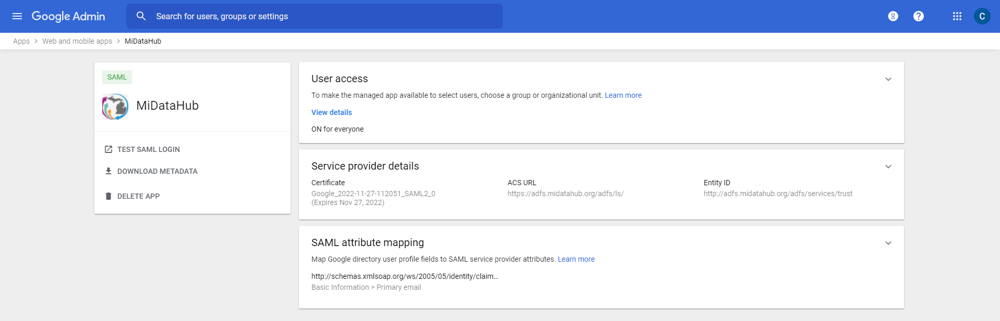 Google Admin
Search for users, groups or settings
C
Apps > Web and mobile apps > MiDataHub
SAML
MiDataHub
TEST SAML LOGIN
DOWNLOAD METADATA
DELETE APP
User access
To make the managed app available to select users, choose a group or organizational unit. Learn more
View details
ON for everyone
Service provider details
Certificate
Google_2022-11-27-112051_SAML2_0
(Expires Nov 27, 2022)
ACS URL
https://adfs.midatahub.org/adfs/ls/
Entity ID
http://adfs.midatahub.org/adfs/services/trust
SAML attribute mapping
Map Google directory user profile fields to SAML service provider attributes. Learn more
http://schemas.xmlsoap.org/ws/2005/05/identity/claim…
Basic Information > Primary email